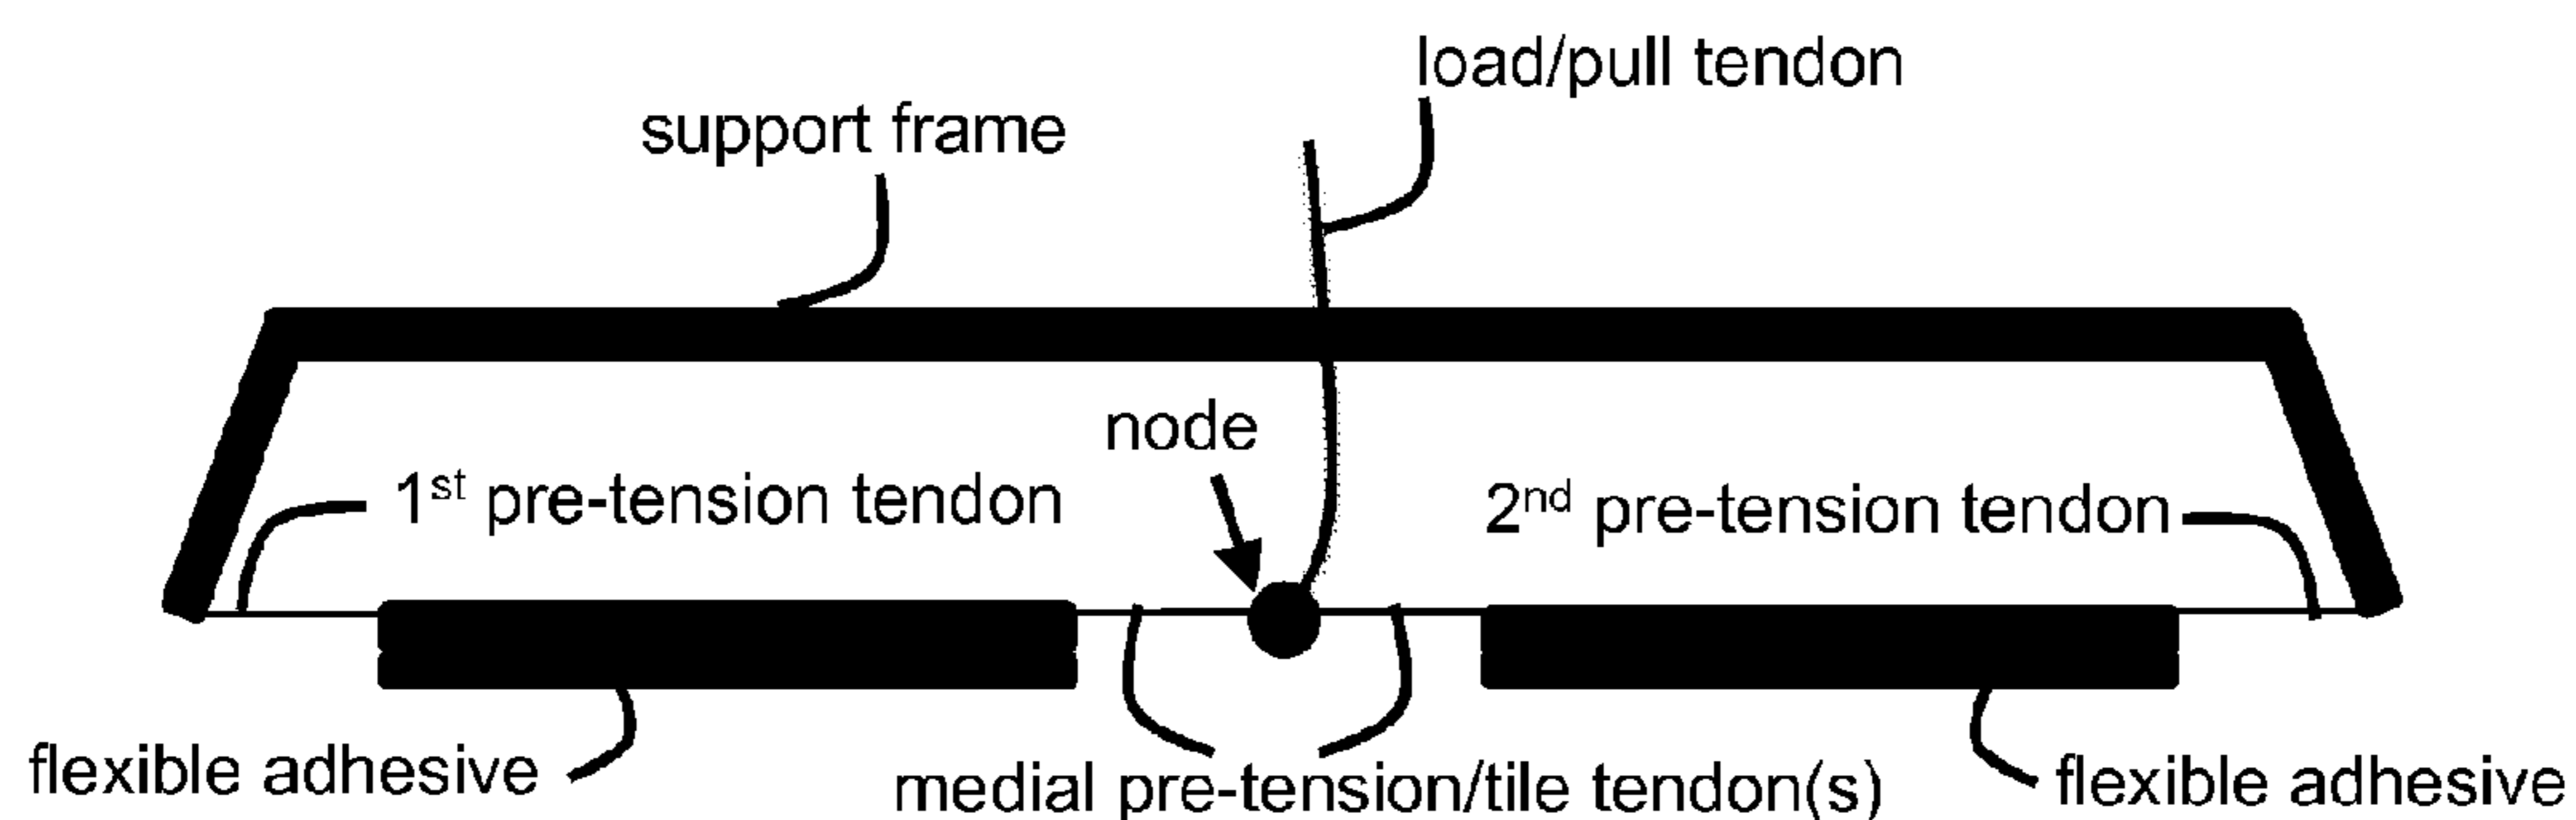 load/pull tendon
support frame
node
1st pre-tension tendon
2nd pre-tension tendon
flexible adhesive
medial pre-tension/tile tendon(s)
flexible adhesive